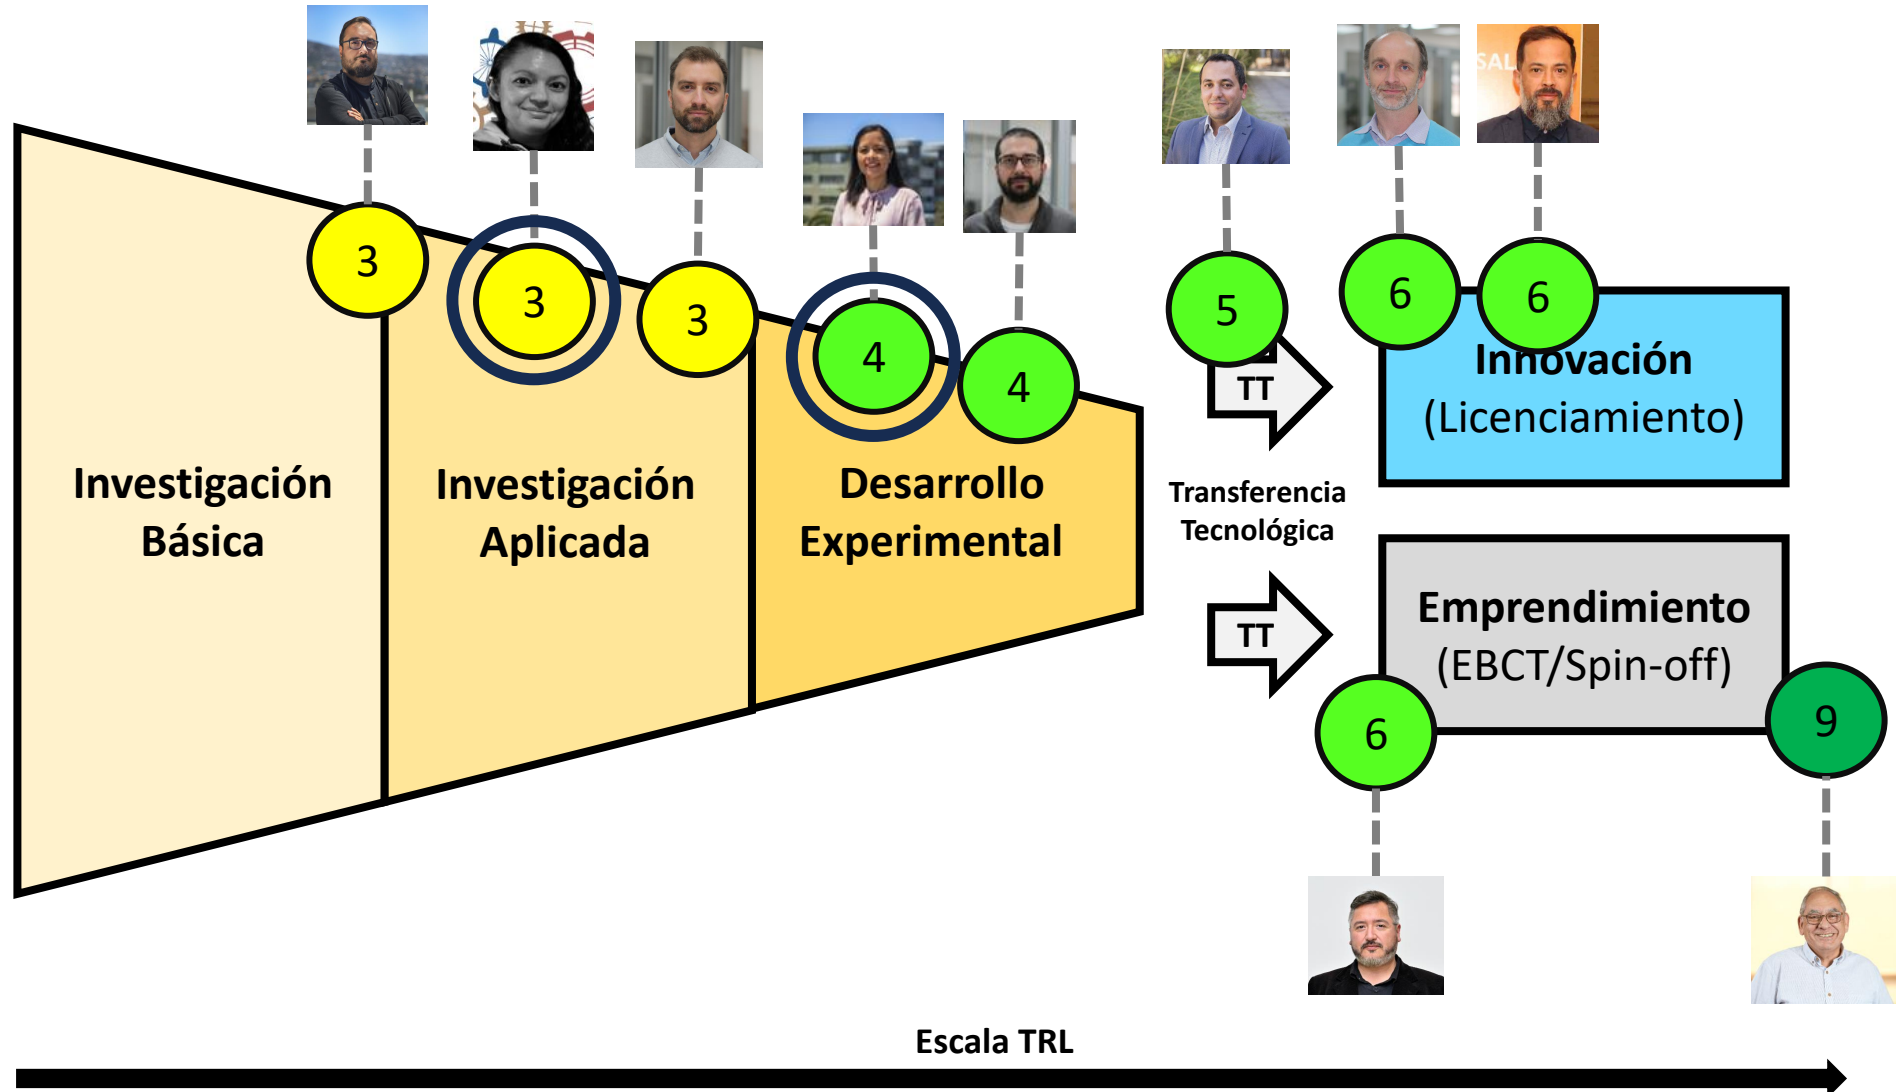 SAL
3
3
3
4
4
5
6
6
Investigación
Básica
Investigación
Aplicada
Desarrollo
Experimental
TT
Transferencia
Tecnológica
TT
Innovación
(Licenciamiento)
Emprendimiento
(EBCT/Spin-off)
6
9
Escala TRL